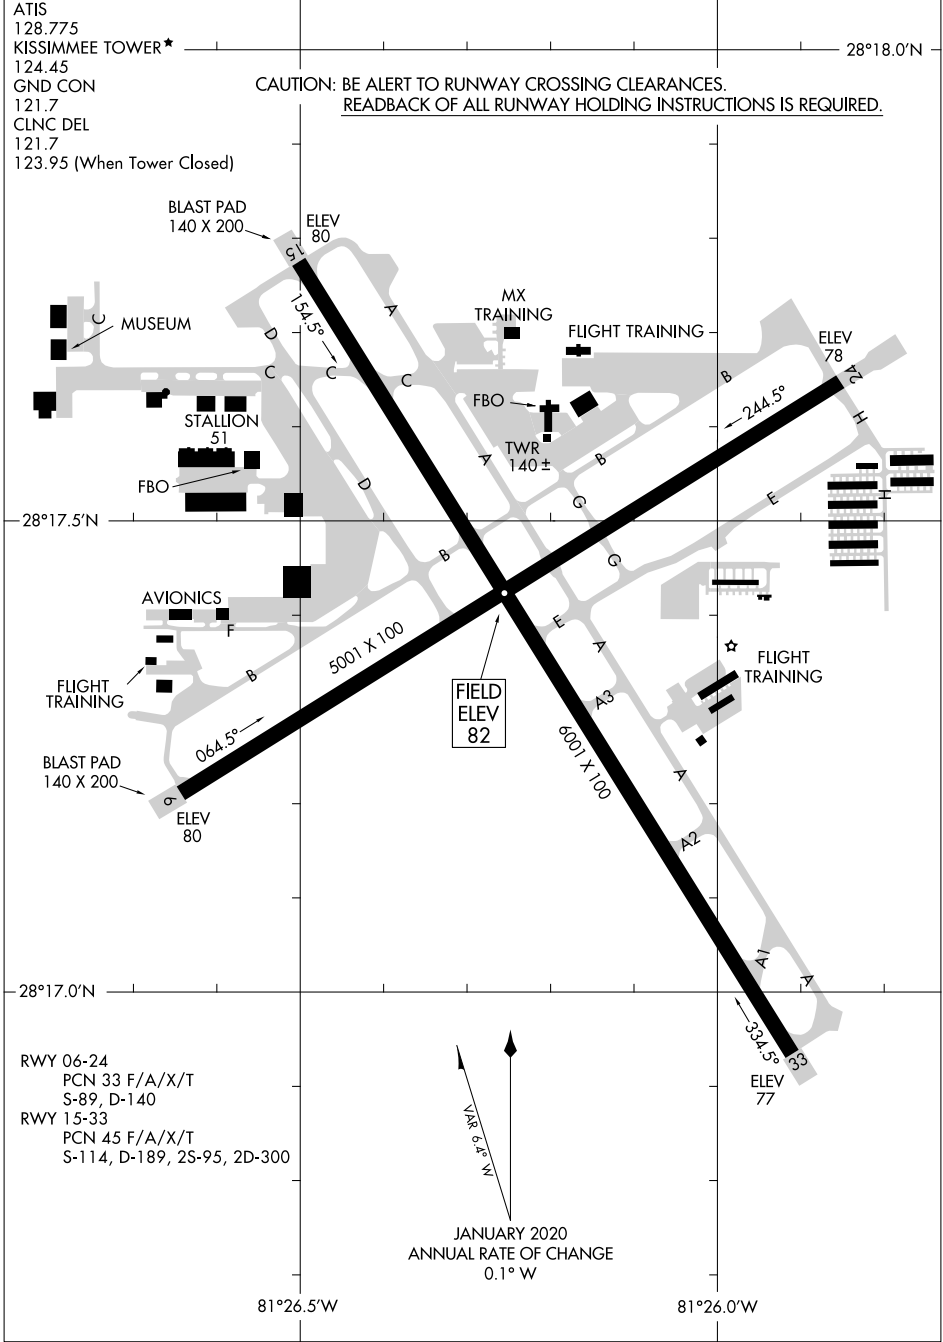 ATIS
128.775
KISSIMMEE TOWER★
124.45
GND CON
121.7
CLNC DEL
121.7
123.95 (When Tower Closed)
28°18.0'N
CAUTION: BE ALERT TO RUNWAY CROSSING CLEARANCES.
READBACK OF ALL RUNWAY HOLDING INSTRUCTIONS IS REQUIRED.
BLAST PAD
140 X 200
ELEV
80
15
154.5°
A
D
C
C
C
C
MUSEUM
MX
TRAINING
FLIGHT TRAINING
ELEV
78
24
B
244.5°
H
FBO
TWR
140 ±
STALLION
51
FBO
A
B
D
G
E
H
28°17.5'N
B
G
AVIONICS
F
E
A
5001 X 100
B
FLIGHT
TRAINING
FLIGHT
TRAINING
FIELD
ELEV
82
A3
064.5°
6001 X 100
BLAST PAD
140 X 200
6
ELEV
80
A
A2
A1
A
28°17.0'N
334.5°
33
ELEV
77
RWY 06-24
PCN 33 F/A/X/T
S-89, D-140
RWY 15-33
PCN 45 F/A/X/T
S-114, D-189, 2S-95, 2D-300
VAR 6.4° W
JANUARY 2020
ANNUAL RATE OF CHANGE
0.1° W
81°26.5'W
81°26.0'W